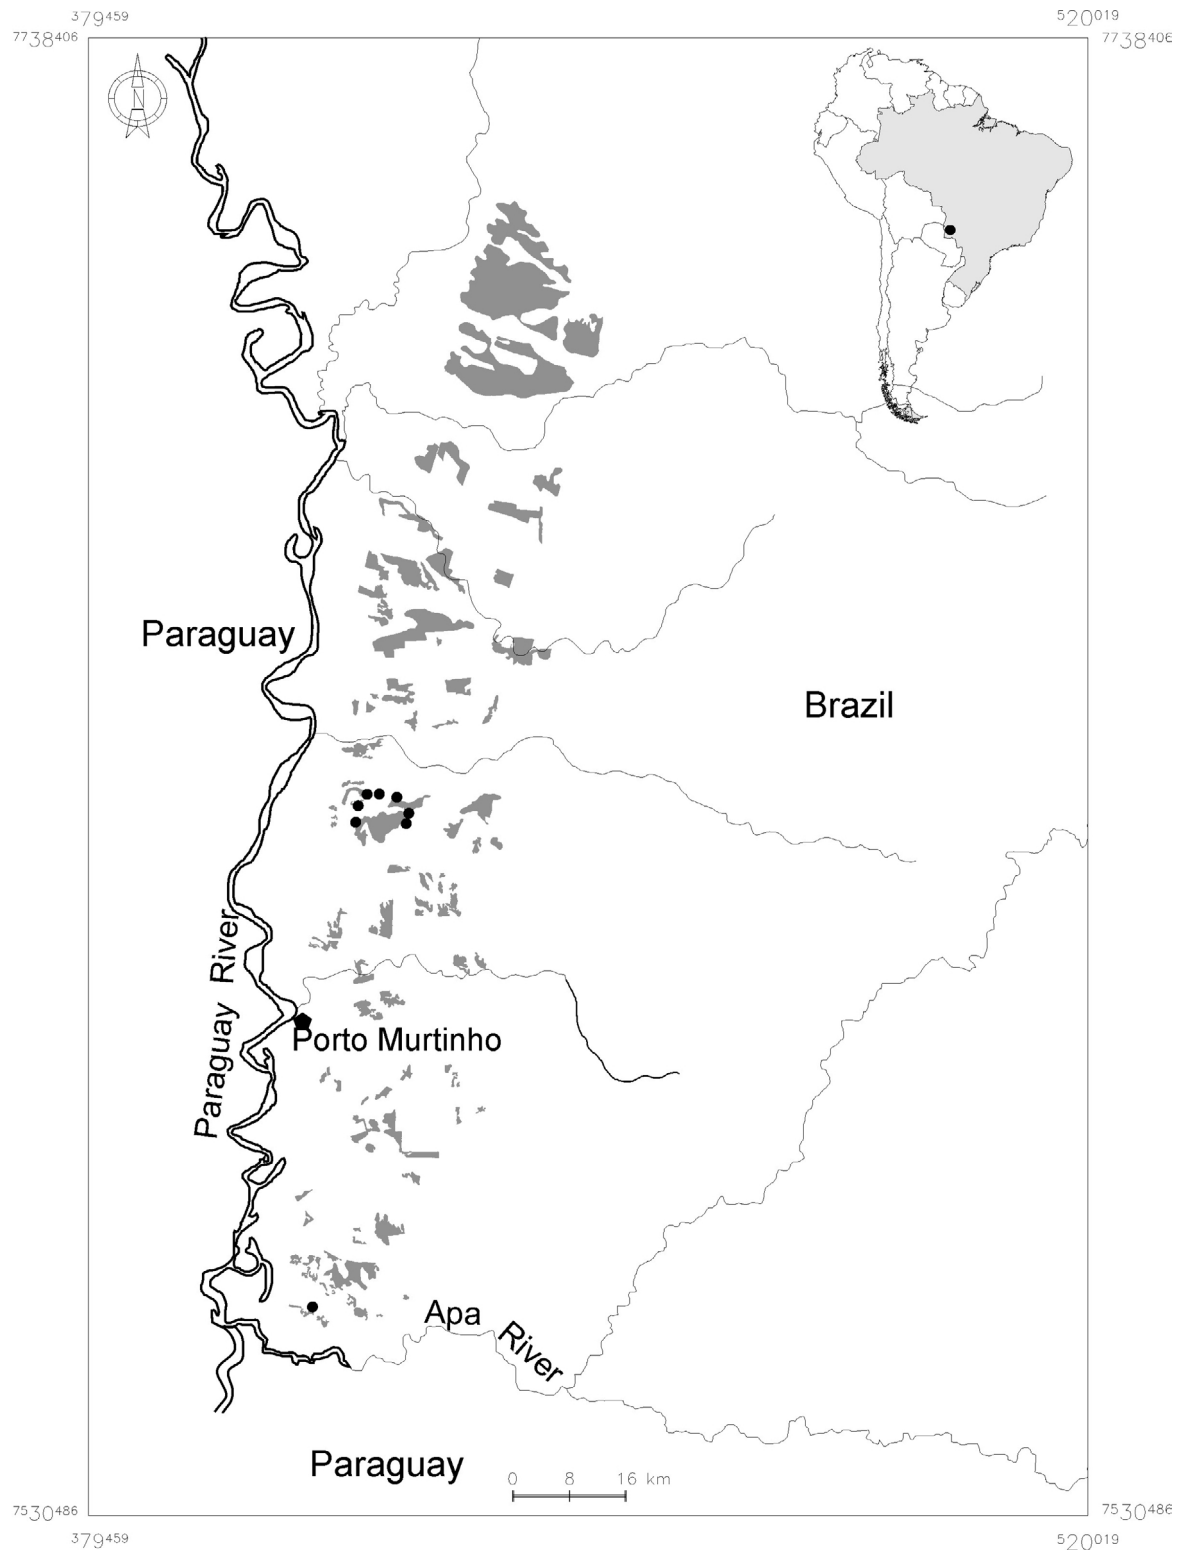 379459 520019
7738406 7738406
N
Paraguay
Brazil
Paraguay River
Porto Murtinho
Apa River
Paraguay
0 8 16 km
7530486 7530486
379459 520019